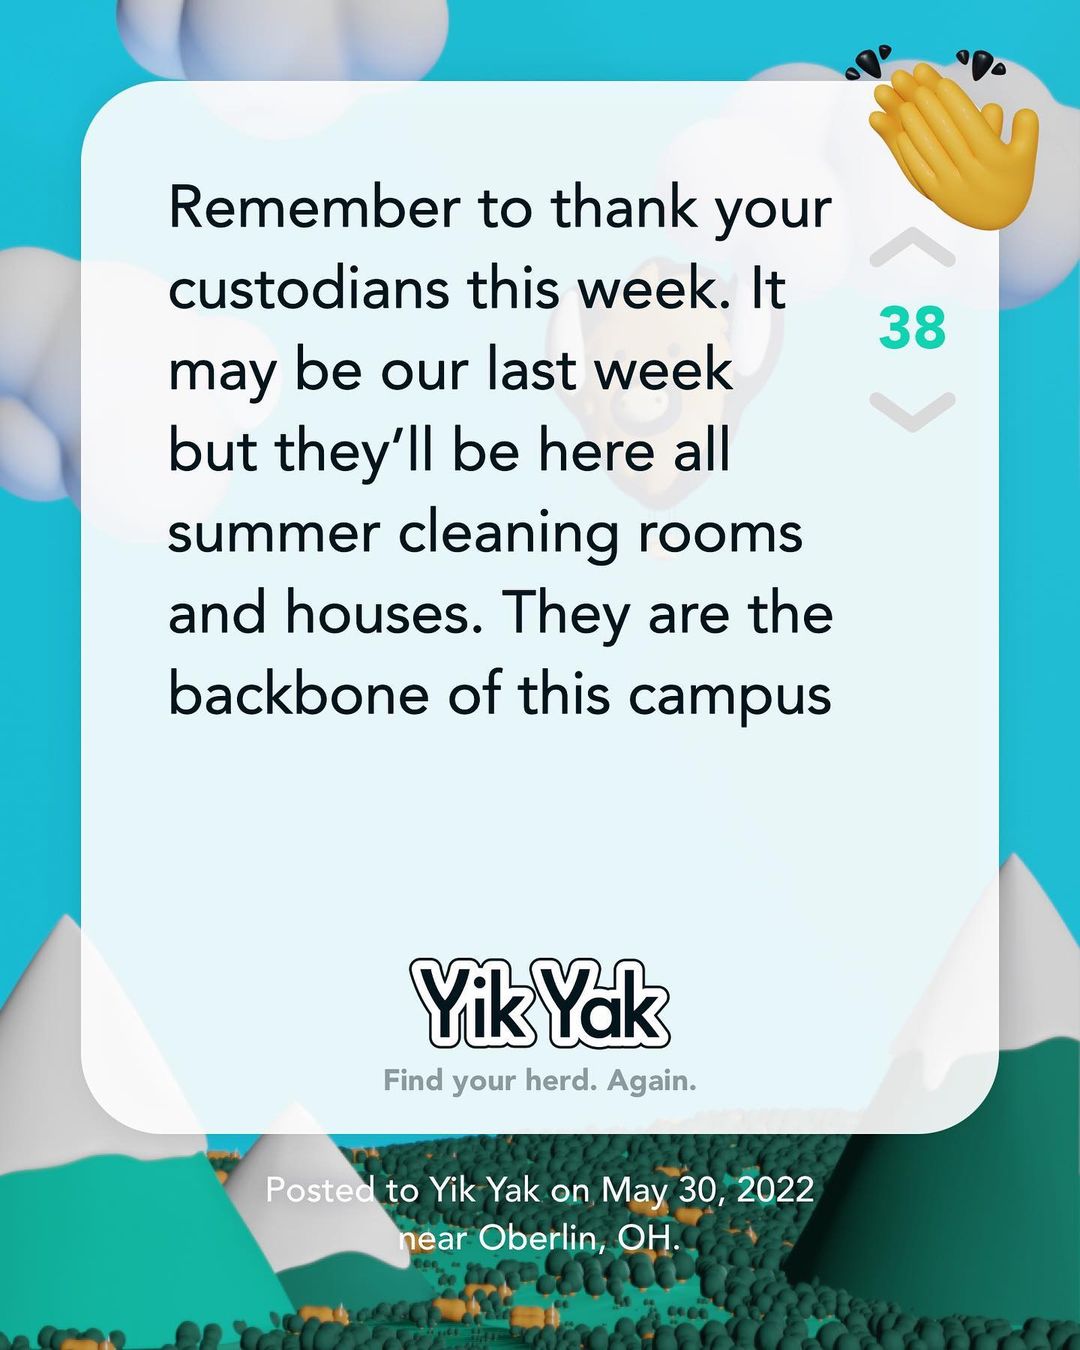 Remember to thank your
custodians this week. It
may be our last week
but they’ll be here all
summer cleaning rooms
and houses. They are the
backbone of this campus
38
Yik Yak
Find your herd. Again.
Posted to Yik Yak on May 30, 2022
near Oberlin, OH.